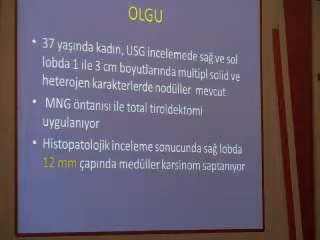 OLGU
• 37 yaşında kadın, USG incelemede sağ ve sol
lobda 1 ile 3 cm boyutlarında multipl solid ve
heterojen karakterlerde nodüller mevcut
• MNG öntanısı ile total tiroidektomi
uygulanıyor
• Histopatolojik inceleme sonucunda sağ lobda
12 mm çapında medüller karsinom saptanıyor